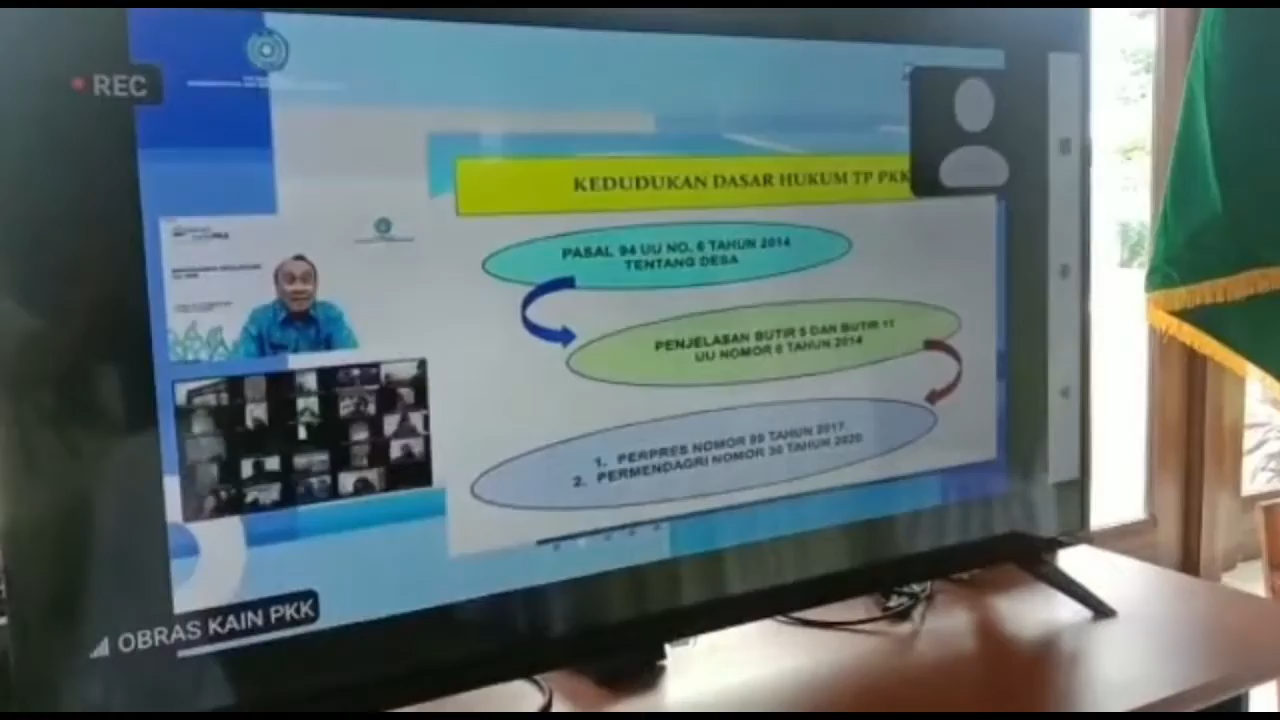 REC
KEDUDUKAN DASAR HUKUM TP PKK
PASAL 94 UU NO. 6 TAHUN 2014
TENTANG DESA
PENJELASAN BUTIR 5 DAN BUTIR 11
UU NOMOR 6 TAHUN 2014
1. PERPRES NOMOR 99 TAHUN 2017
2. PERMENDAGRI NOMOR 36 TAHUN 2020
OBRAS KAIN PKK